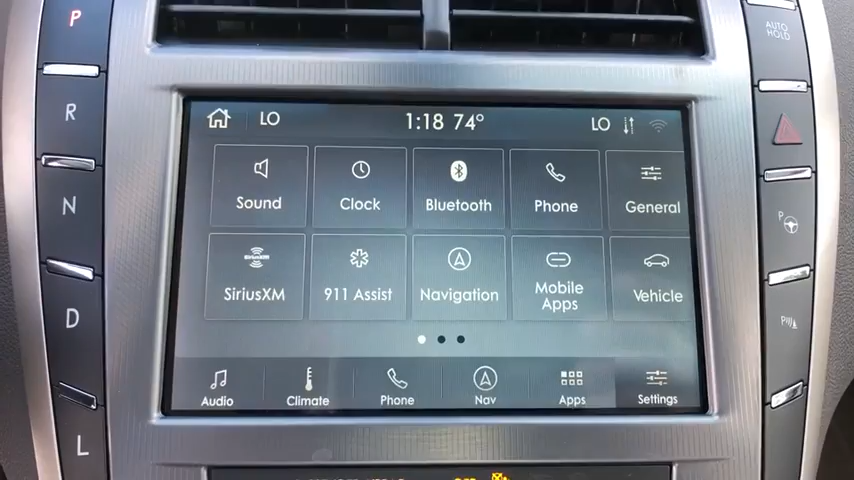 P
R
N
D
L
LO
1:18 74°
LO
Sound
Clock
Bluetooth
Phone
General
SiriusXM
SiriusXM
911 Assist
Navigation
Mobile
Apps
Vehicle
Audio
Climate
Phone
Nav
Apps
Settings
AUTO
HOLD
P
P